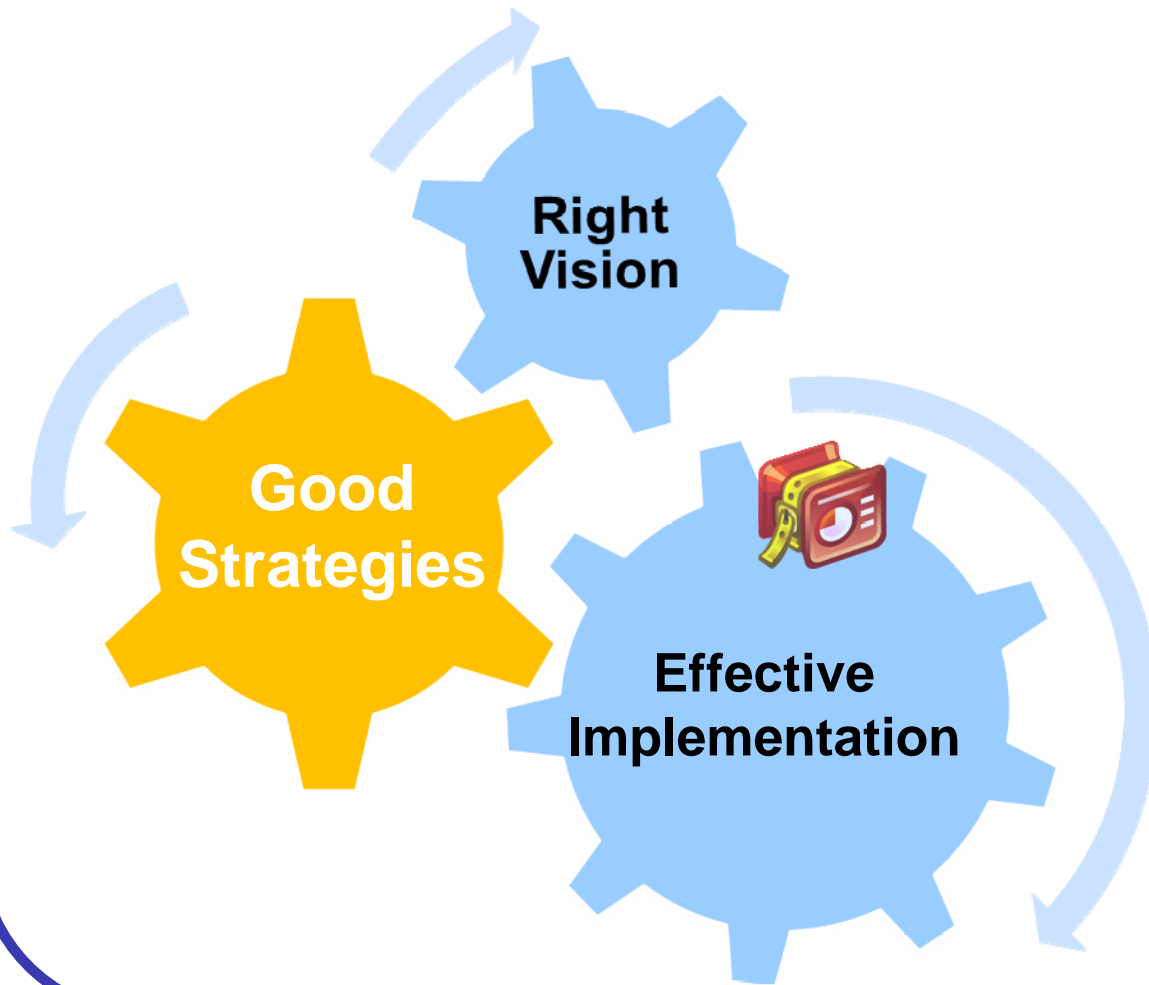 Right
Vision
Good
Strategies
Effective
Implementation